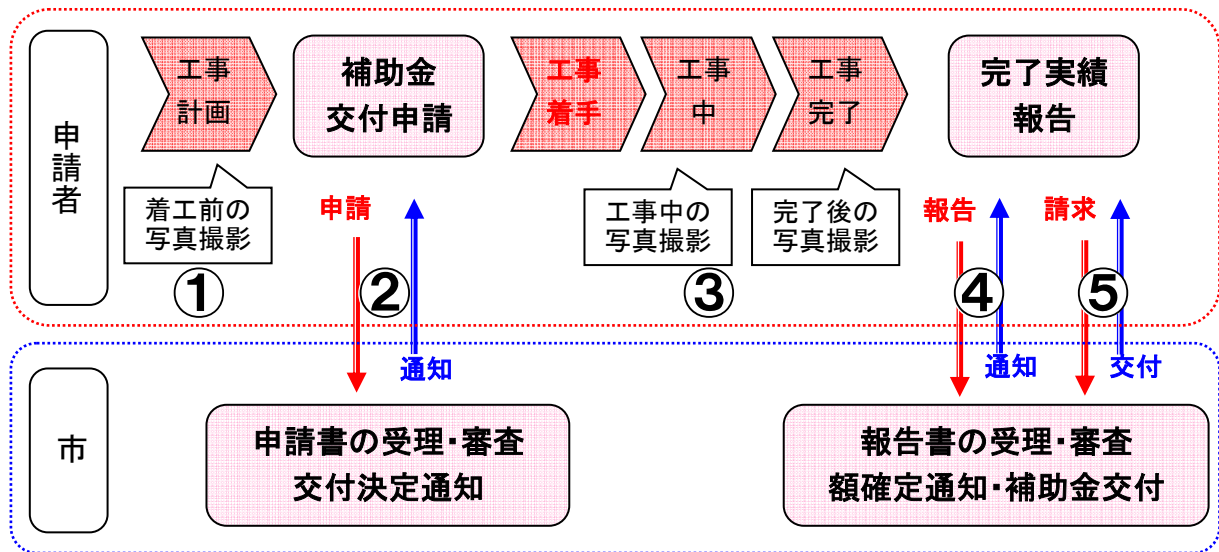 申請者
工事
計画
補助金
交付申請
工事
着手
工事
中
工事
完了
完了実績
報告
着工前の
写真撮影
申請
工事中の
写真撮影
完了後の
写真撮影
報告
請求
①
②
③
④
⑤
通知
通知
交付
市
申請書の受理・審査
交付決定通知
報告書の受理・審査
額確定通知・補助金交付